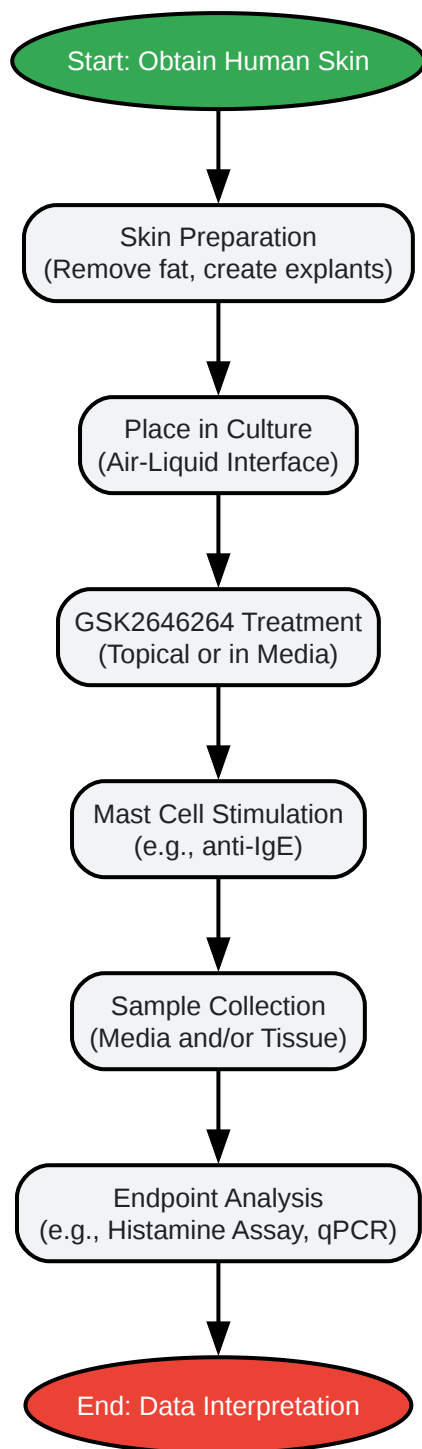 Start: Obtain Human Skin
Skin Preparation
(Remove fat, create explants)
Place in Culture
(Air-Liquid Interface)
GSK2646264 Treatment
(Topical or in Media)
Mast Cell Stimulation
(e.g., anti-IgE)
Sample Collection
(Media and/or Tissue)
Endpoint Analysis
(e.g., Histamine Assay, qPCR)
End: Data Interpretation